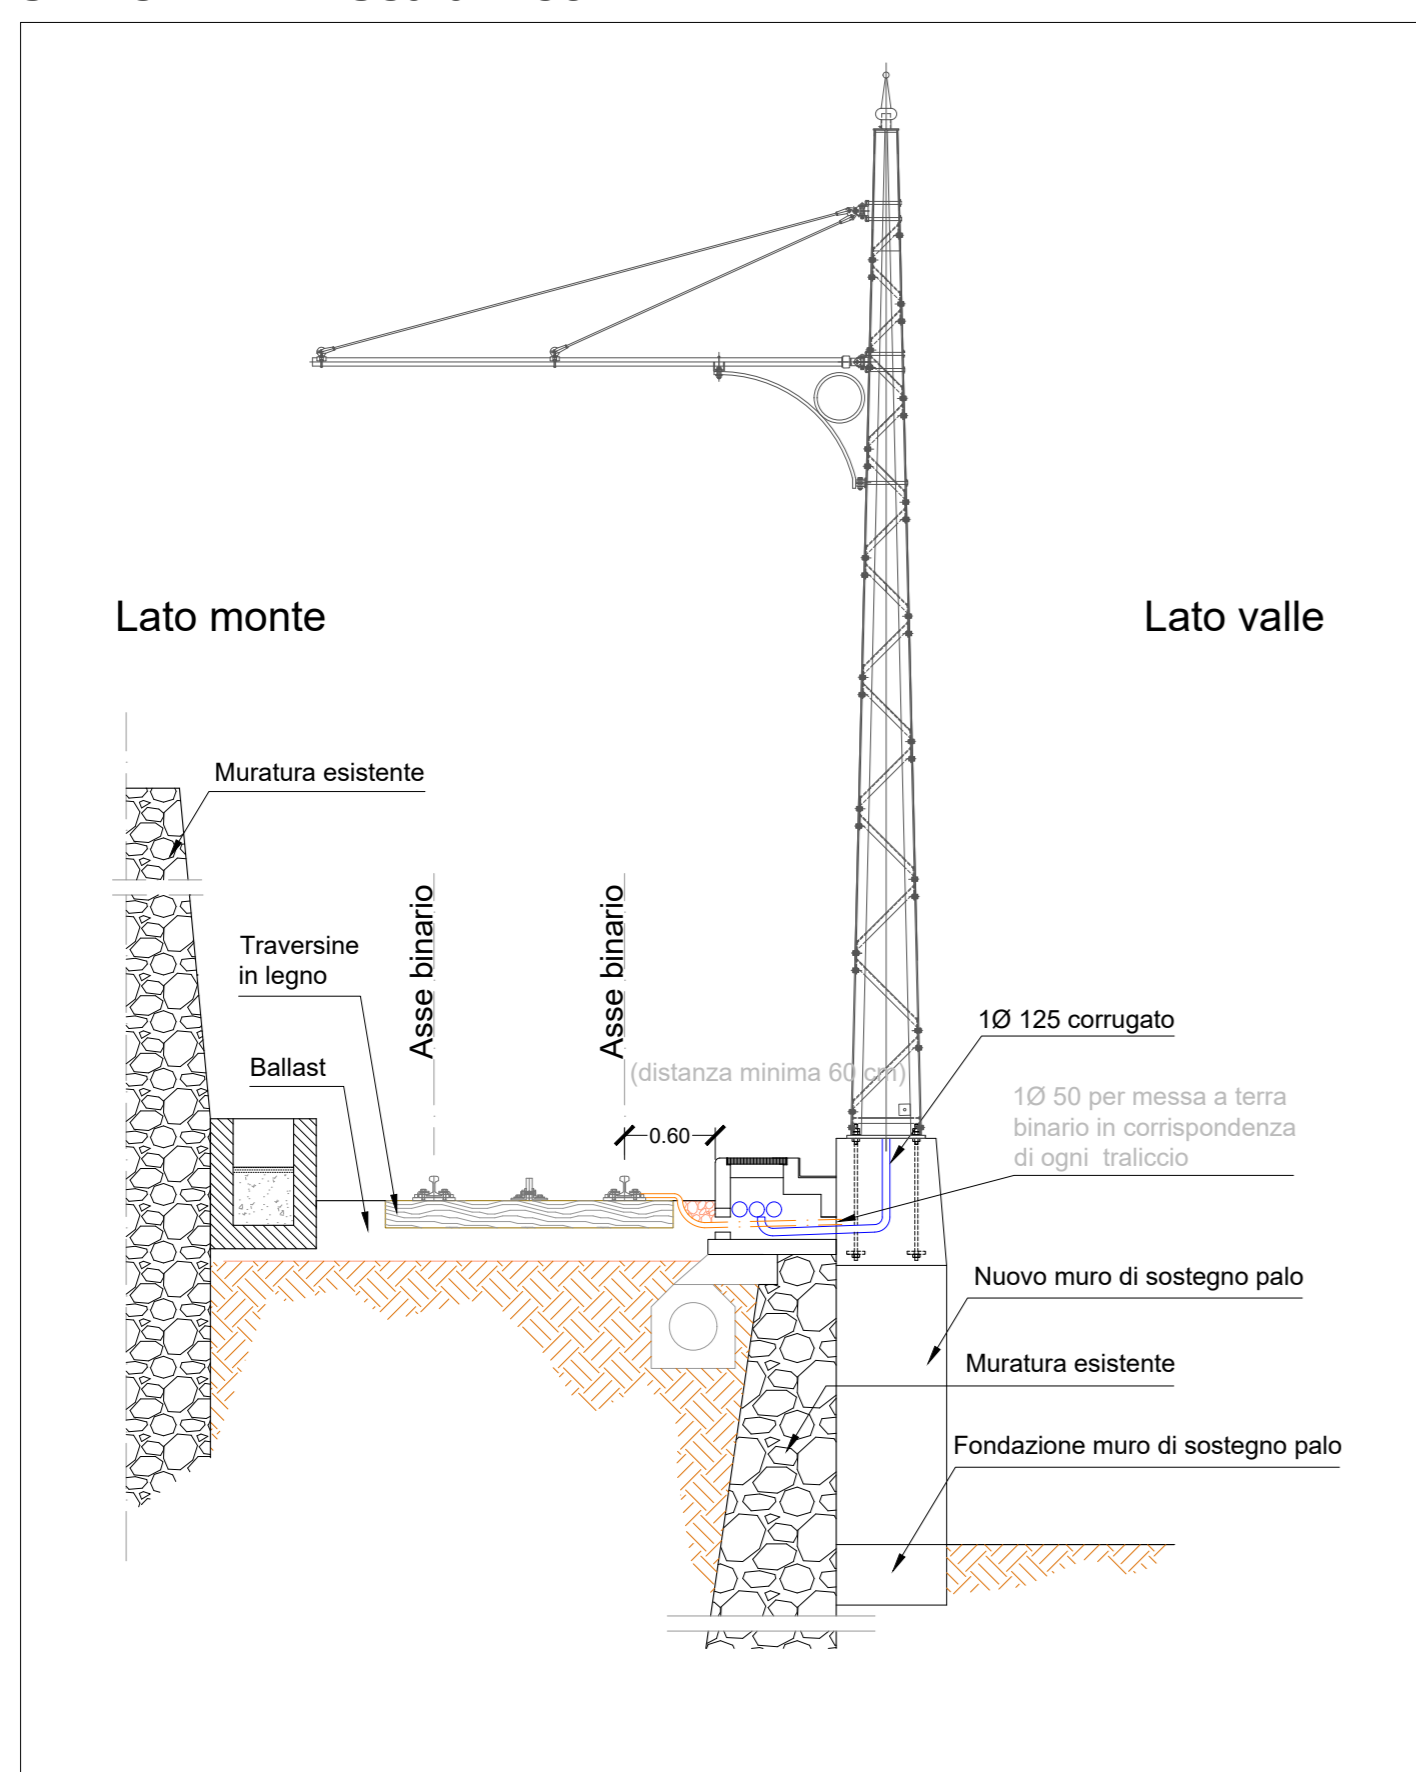 Lato monte
Lato valle
Muratura esistente
Traversine
in legno
Asse binario
Asse binario
Ballast
(distanza minima 60 cm)
0.60
1Ø 125 corrugato
1Ø 50 per messa a terra
binario in corrispondenza
di ogni traliccio
Nuovo muro di sostegno palo
Muratura esistente
Fondazione muro di sostegno palo